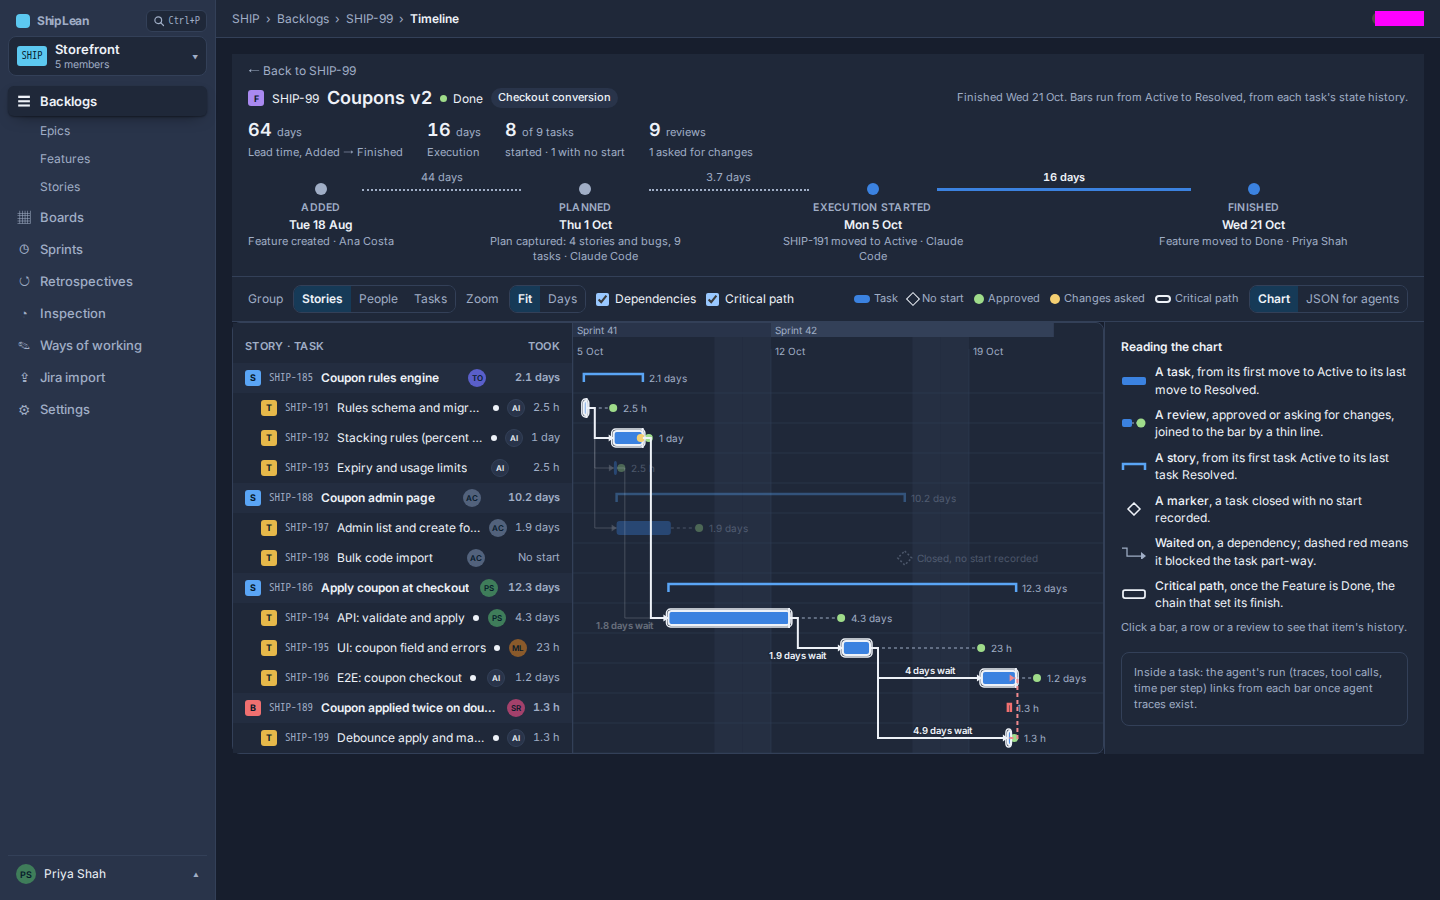 ShipLean
Ctrl+P
SHIP
Storefront
5 members
Backlogs
Epics
Features
Stories
Boards
Sprints
Retrospectives
Inspection
Ways of working
Jira import
Settings
PS Priya Shah
SHIP › Backlogs › SHIP-99 › Timeline
← Back to SHIP-99
F SHIP-99 Coupons v2 Done Checkout conversion
Finished Wed 21 Oct. Bars run from Active to Resolved, from each task's state history.
64 days
Lead time, Added → Finished
16 days
Execution
8 of 9 tasks
started · 1 with no start
9 reviews
1 asked for changes
44 days
3.7 days
16 days
ADDED
Tue 18 Aug
Feature created · Ana Costa
PLANNED
Thu 1 Oct
Plan captured: 4 stories and bugs, 9
tasks · Claude Code
EXECUTION STARTED
Mon 5 Oct
SHIP-191 moved to Active · Claude
Code
FINISHED
Wed 21 Oct
Feature moved to Done · Priya Shah
Group Stories People Tasks Zoom Fit Days Dependencies Critical path
Task No start Approved Changes asked Critical path Chart JSON for agents
STORY · TASK TOOK
Sprint 41 Sprint 42
5 Oct 12 Oct 19 Oct
S SHIP-185 Coupon rules engine TO 2.1 days 2.1 days
T SHIP-191 Rules schema and migr... AI 2.5 h 2.5 h
T SHIP-192 Stacking rules (percent ... AI 1 day 1 day
T SHIP-193 Expiry and usage limits AI 2.5 h 2.5 h
S SHIP-188 Coupon admin page AC 10.2 days 10.2 days
T SHIP-197 Admin list and create fo... AC 1.9 days 1.9 days
T SHIP-198 Bulk code import AC No start Closed, no start recorded
S SHIP-186 Apply coupon at checkout PS 12.3 days 12.3 days
T SHIP-194 API: validate and apply PS 4.3 days 4.3 days
1.8 days wait
T SHIP-195 UI: coupon field and errors ML 23 h 23 h
1.9 days wait
T SHIP-196 E2E: coupon checkout AI 1.2 days 4 days wait 1.2 days
B SHIP-189 Coupon applied twice on dou... SR 1.3 h 1.3 h
T SHIP-199 Debounce apply and ma... AI 1.3 h 4.9 days wait 1.3 h
Reading the chart
A task, from its first move to Active to its last
move to Resolved.
A review, approved or asking for changes,
joined to the bar by a thin line.
A story, from its first task Active to its last
task Resolved.
A marker, a task closed with no start
recorded.
Waited on, a dependency; dashed red means
it blocked the task part-way.
Critical path, once the Feature is Done, the
chain that set its finish.
Click a bar, a row or a review to see that item's history.
Inside a task: the agent's run (traces, tool calls,
time per step) links from each bar once agent
traces exist.